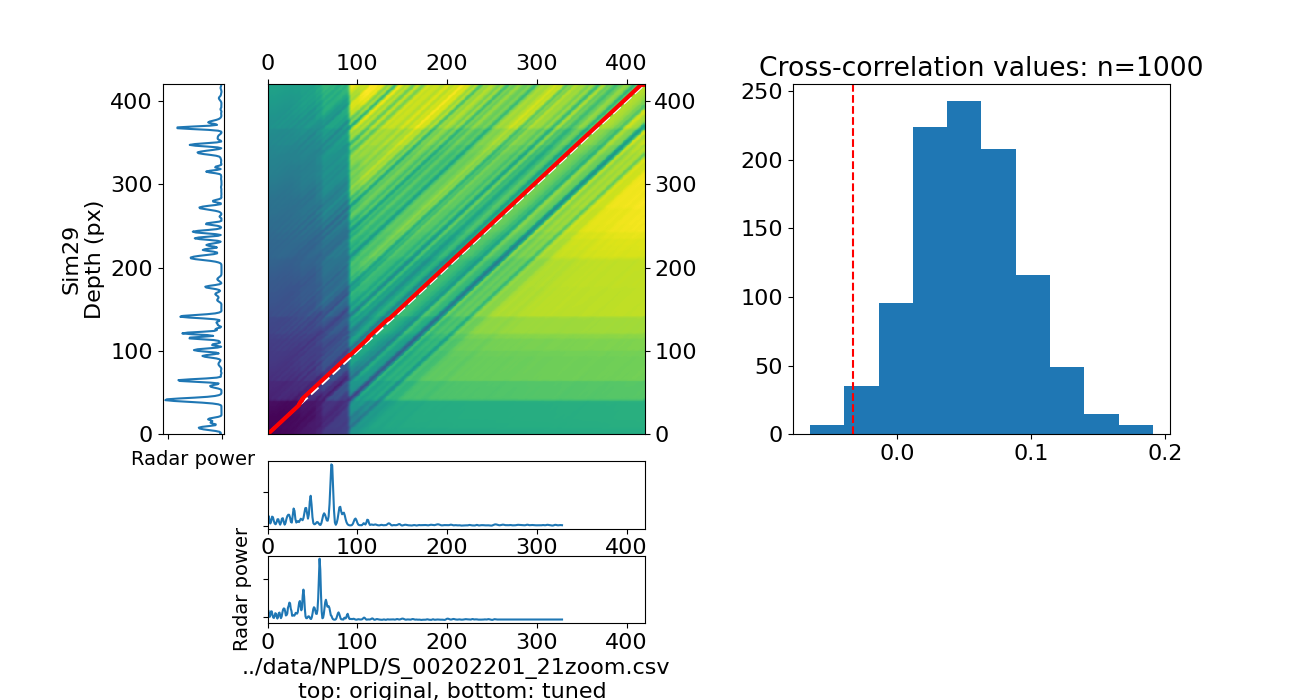 Cross-correlation values: n=1000
0 100 200 300 400
400
300
200
100
0
Sim29
Depth (px)
Radar power
400
300
200
100
0
250
200
150
100
50
0
0.0 0.1 0.2
0 100 200 300 400
Radar power
0 100 200 300 400
../data/NPLD/S_00202201_21zoom.csv
top: original, bottom: tuned